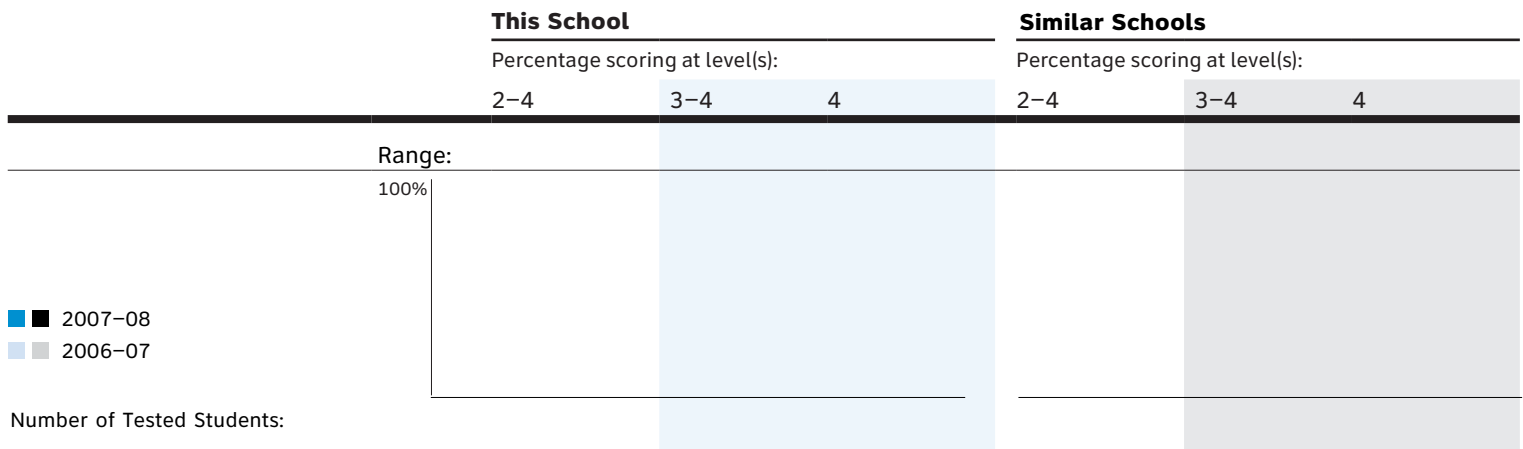 This School Similar Schools
Percentage scoring at level(s): Percentage scoring at level(s):
2–4 3–4 4 2–4 3–4 4
Range:
100%
2007–08
2006–07
Number of Tested Students: